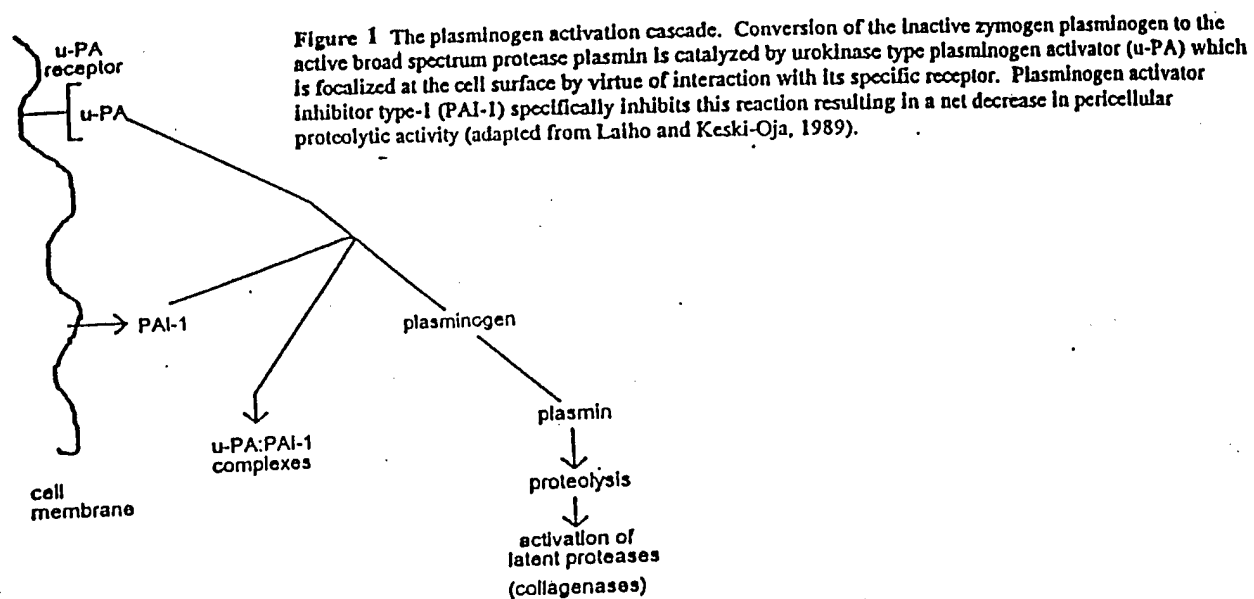 Figure 1 The plasminogen activation cascade. Conversion of the inactive zymogen plasminogen to the
active broad spectrum protease plasmin is catalyzed by urokinase type plasminogen activator (u-PA) which
is focalized at the cell surface by virtue of interaction with its specific receptor. Plasminogen activator
inhibitor type-1 (PAI-1) specifically inhibits this reaction resulting in a net decrease in pericellular
proteolytic activity (adapted from Laiho and Keski-Oja, 1989).
u-PA
receptor
u-PA
PAI-1
plasminogen
plasmin
u-PA:PAI-1
complexes
proteolysis
cell
membrane
activation of
latent proteases
(collagenases)